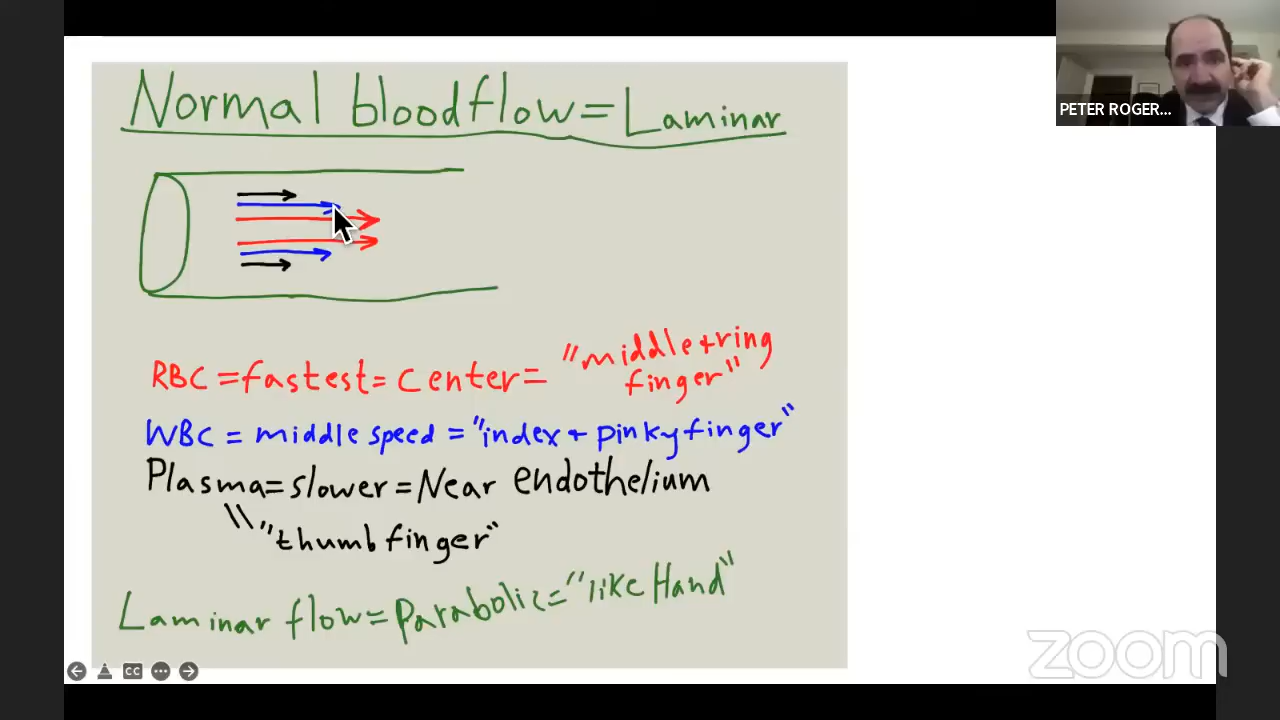 Normal bloodflow = Laminar
PETER ROGER...
RBC = fastest = center = "middle + ring
finger"
WBC = middle speed = "index + pinky finger"
Plasma = slower = Near endothelium
\\ "thumb finger"
Laminar flow = Parabolic = "like Hand"
CC
zoom